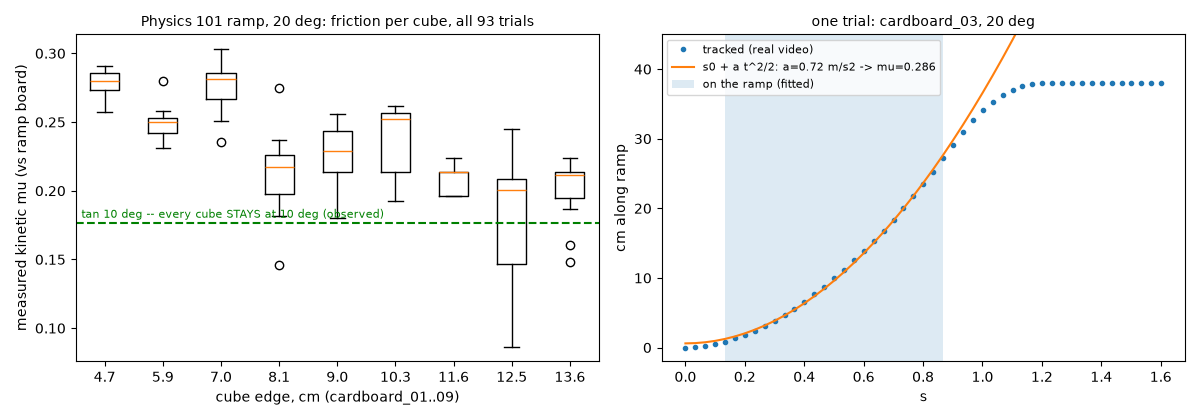 Physics 101 ramp, 20 deg: friction per cube, all 93 trials
measured kinetic mu (vs ramp board)
0.30
0.25
0.20
0.15
0.10
tan 10 deg -- every cube STAYS at 10 deg (observed)
4.7 5.9 7.0 8.1 9.0 10.3 11.6 12.5 13.6
cube edge, cm (cardboard_01..09)
one trial: cardboard_03, 20 deg
tracked (real video)
s0 + a t^2/2: a=0.72 m/s2 -> mu=0.286
on the ramp (fitted)
cm along ramp
40
30
20
10
0
0.0 0.2 0.4 0.6 0.8 1.0 1.2 1.4 1.6
s